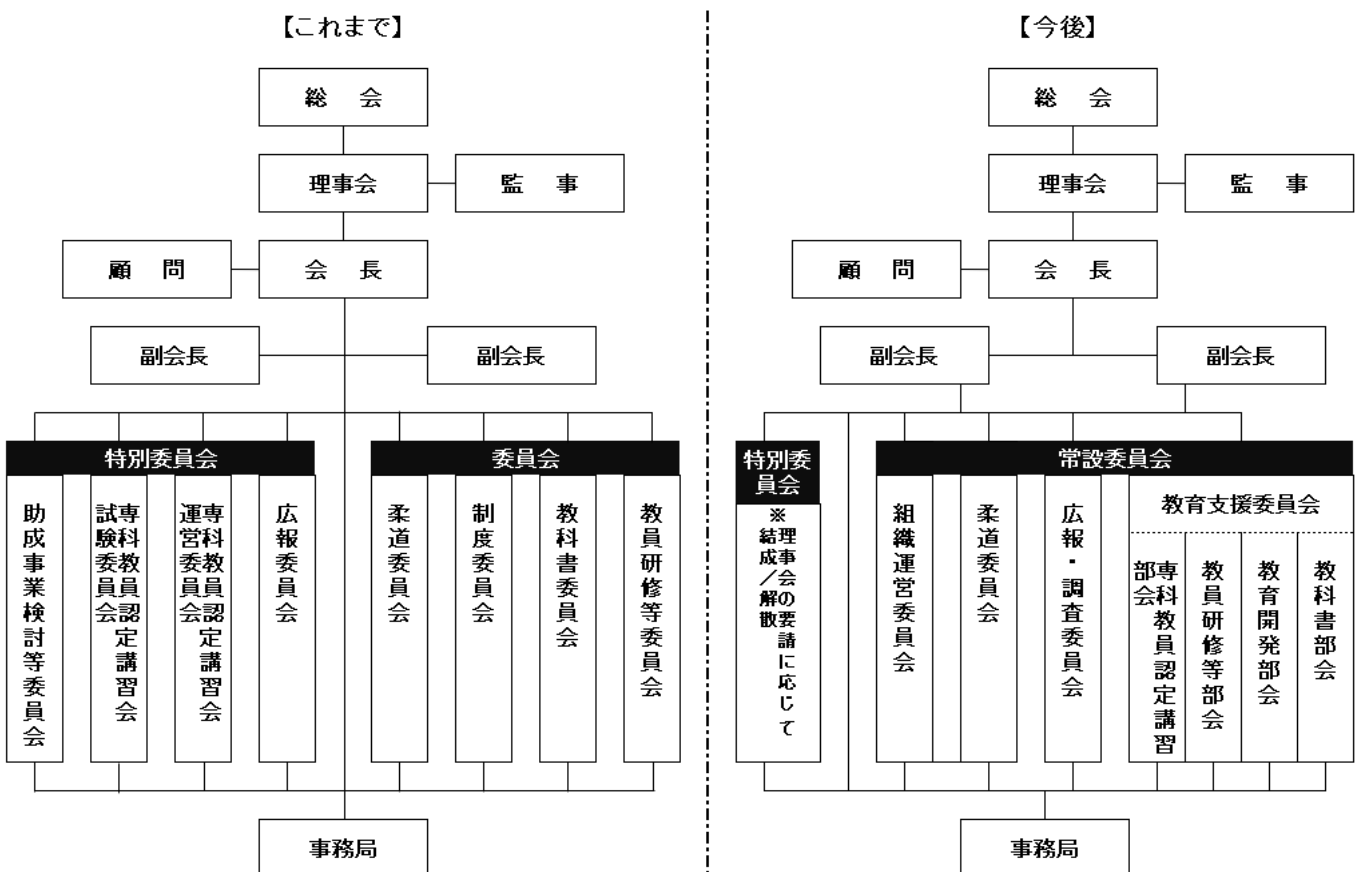 【これまで】
総　会
理事会
監　事
顧　問
会　長
副会長
副会長
特別委員会
助成事業検討等委員会
専科教員認定講習会
試験委員会
専科教員認定講習会
運営委員会
広報委員会
委員会
柔道委員会
制度委員会
教科書委員会
教員研修等委員会
事務局
【今後】
総　会
理事会
監　事
顧　問
会　長
副会長
副会長
特別委
員会
※理事会の要請に応じて
結成／解散
常設委員会
組織運営委員会
柔道委員会
広報・調査委員会
教育支援委員会
専科教員認定講習
部会
教員研修等部会
教育開発部会
教科書部会
事務局